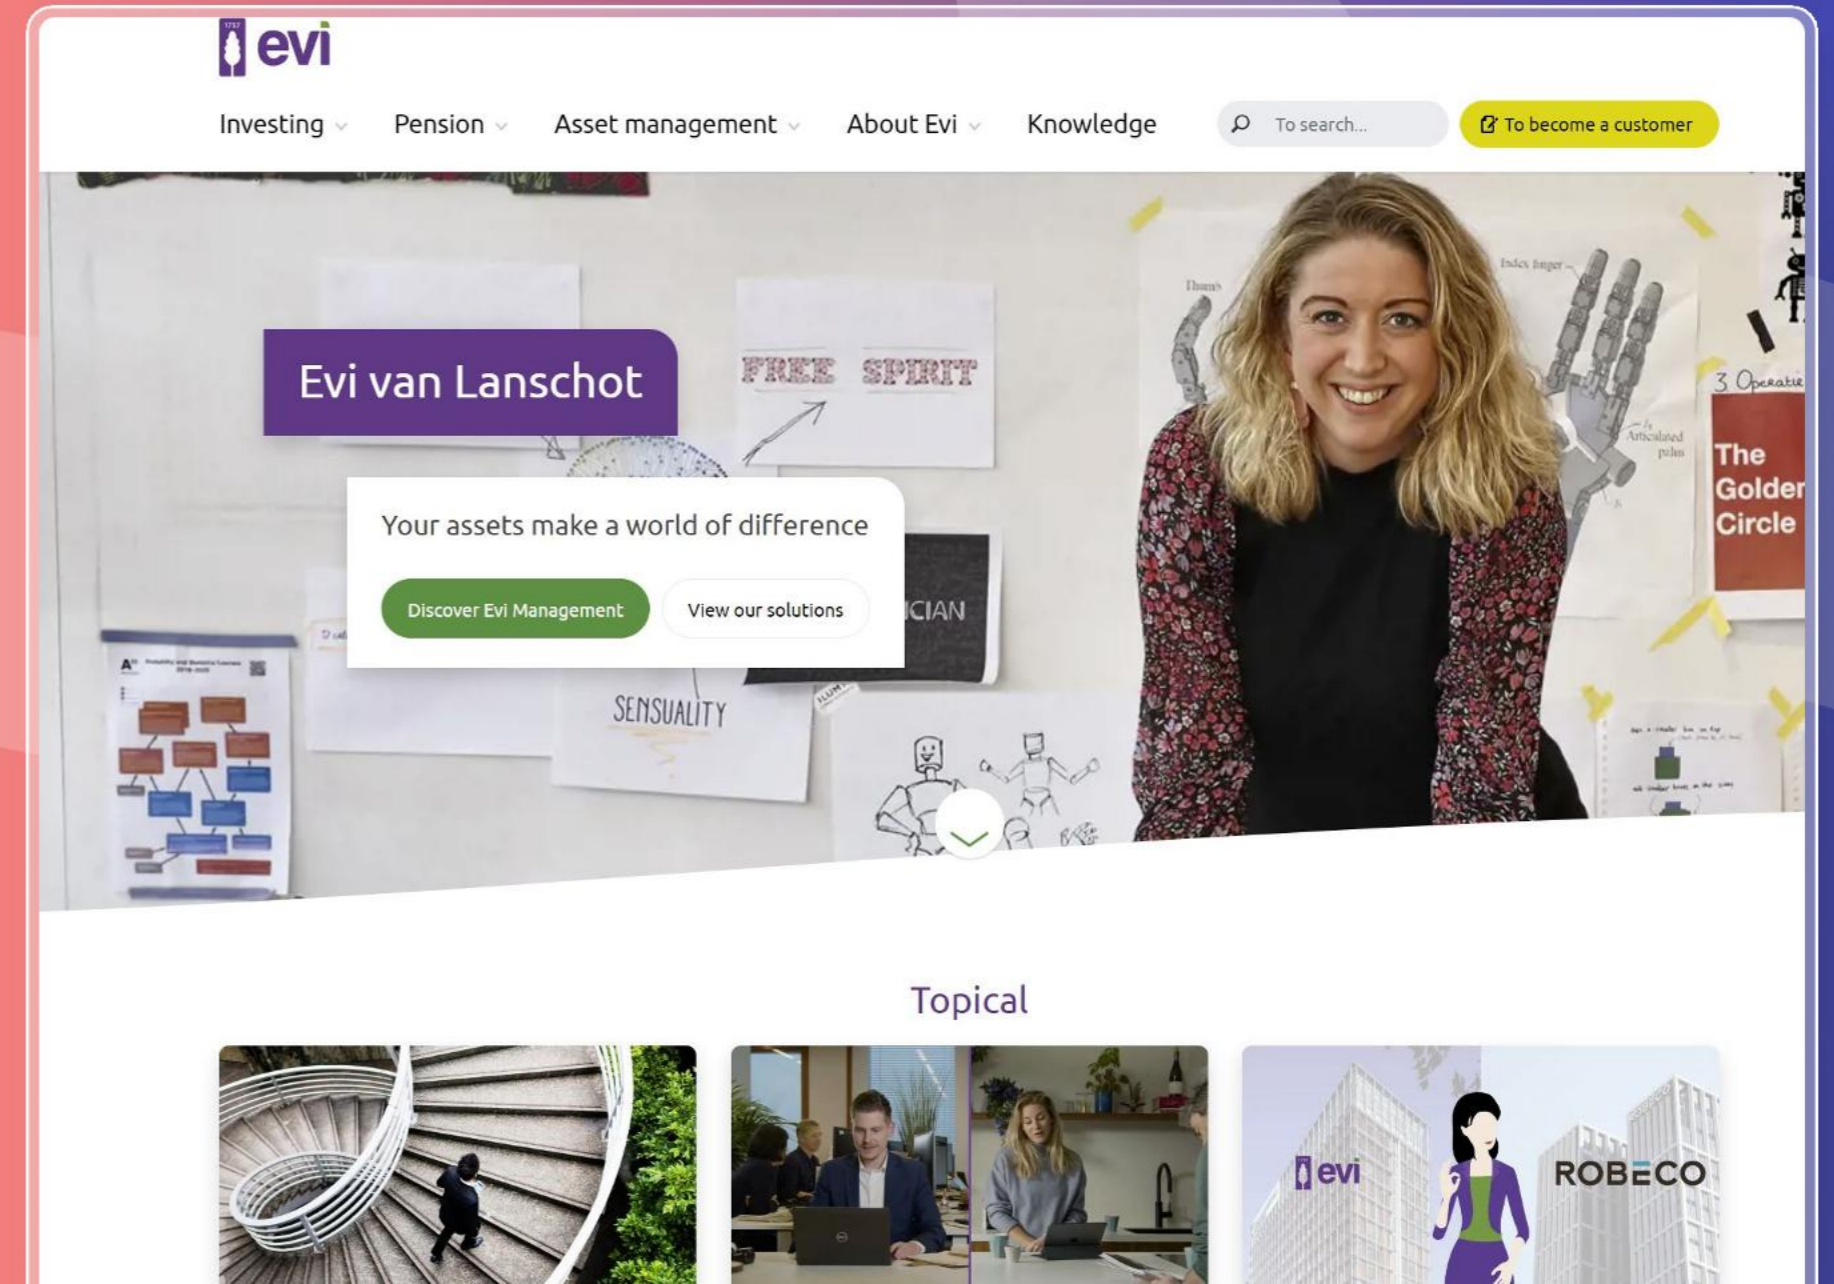 1737
evi
Investing
Pension
Asset management
About Evi
Knowledge
To search...
To become a customer
Index finger
Thumb
Evi van Lanschot
FREE SPIRIT
3 Operatie
Articulated
palm
The
Golden
Circle
Your assets make a world of difference
Discover Evi Management
View our solutions
ICIAN
SENSUALITY
Topical
evi
ROBECO